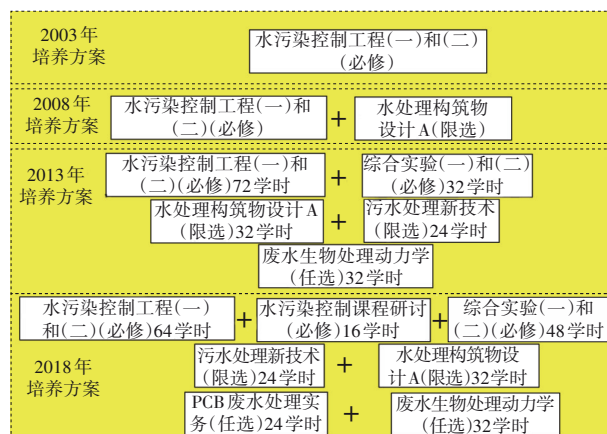 2003年
培养方案
水污染控制工程(一)和(二)
(必修)
2008年
培养方案
水污染控制工程(一)和
(二)(必修)
+
水处理构筑物
设计A(限选)
2013年
培养方案
水污染控制工程(一)和
(二)(必修)72学时
+
综合实验(一)和(二)
(必修)32学时
水处理构筑物设计A
(限选)32学时
+
污水处理新技术
(限选)24学时
废水生物处理动力学
(任选)32学时
2018年
培养方案
水污染控制工程(一)
和(二)(必修)64学时
+
水污染控制课程研讨
(必修)16学时
+
综合实验(一)和
(二)(必修)48学时
污水处理新技术
(限选)24学时
+
水处理构筑物设
计A(限选)32学时
PCB废水处理实
务(任选)24学时
+
废水生物处理动力学
(任选)32学时